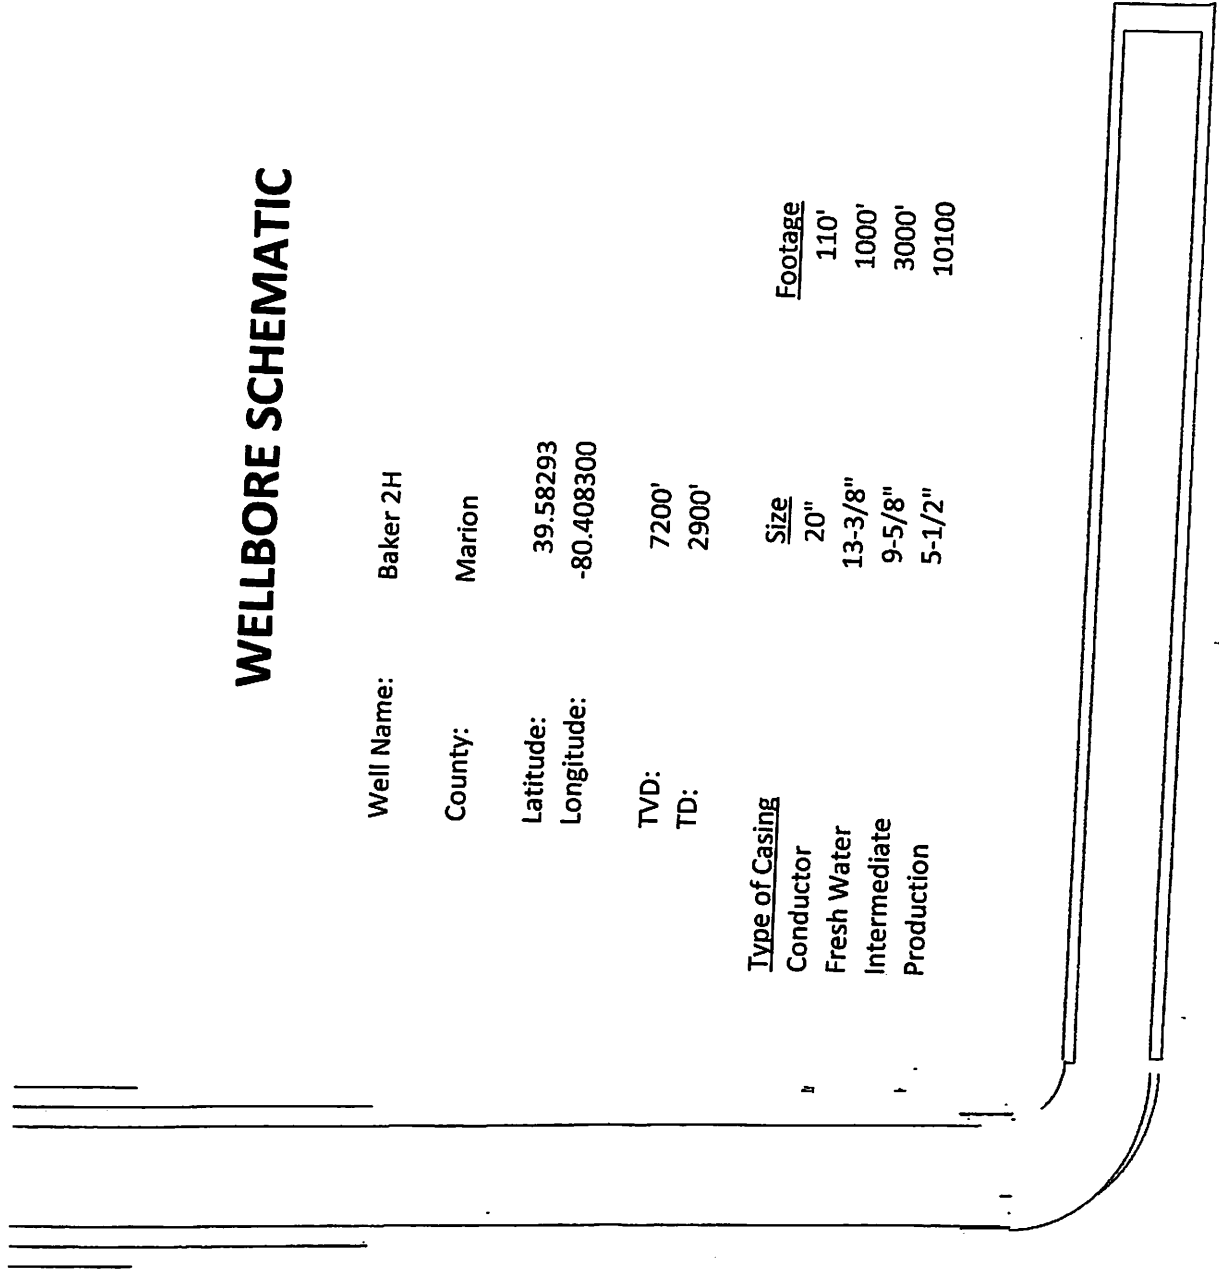 WELLBORE SCHEMATIC
Well Name: Baker 2H
County: Marion
Latitude: 39.58293
Longitude: -80.408300
TVD: 7200'
TD: 2900'
Type of Casing Size Footage
Conductor 20" 110'
Fresh Water 13-3/8" 1000'
Intermediate 9-5/8" 3000'
Production 5-1/2" 10100